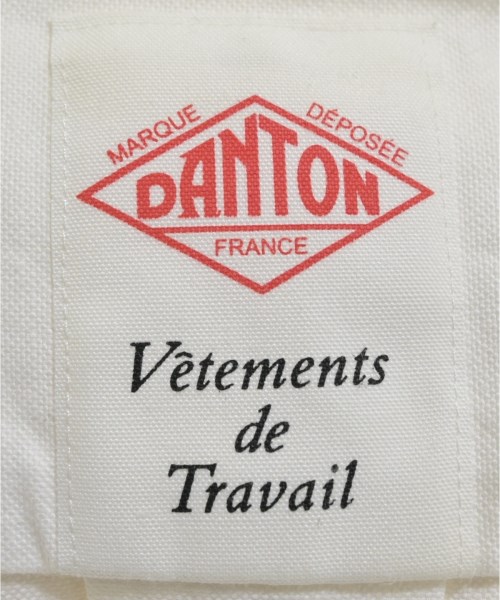 MARQUE DÉPOSÉE
DANTON
FRANCE
Vêtements
de
Travail